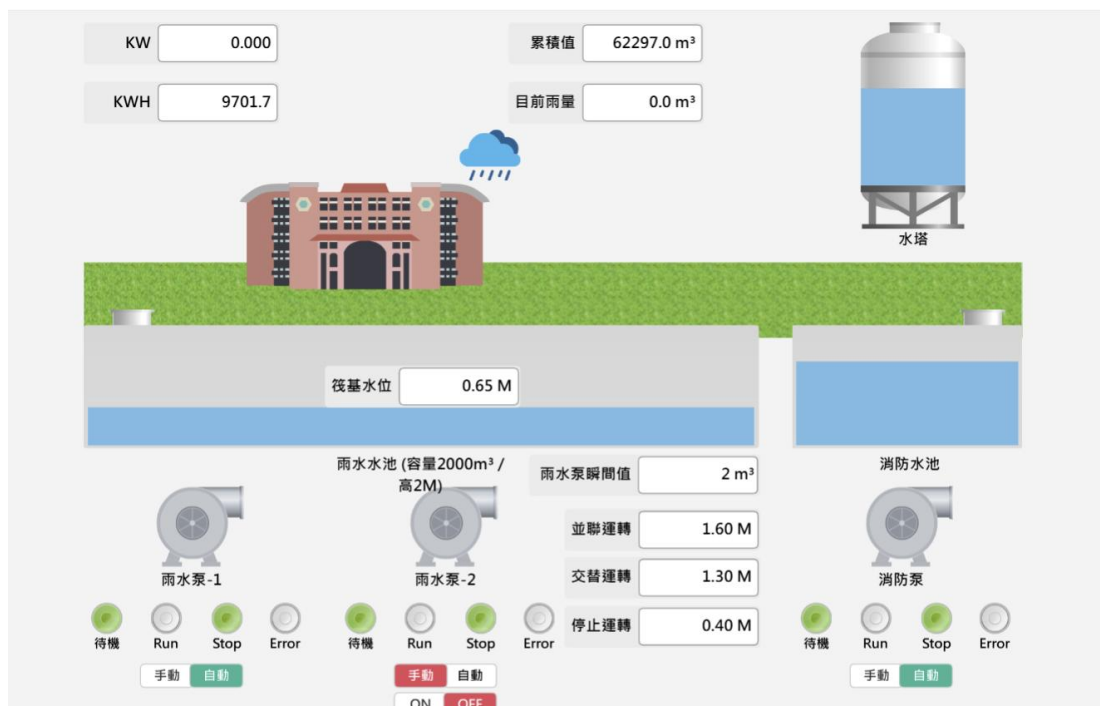 KW 0.000
累積值 62297.0 m³
KWH 9701.7
目前雨量 0.0 m³
水塔
筏基水位 0.65 M
雨水水池 (容量2000m³ /
高2M)
消防水池
雨水泵瞬間值 2 m³
並聯運轉 1.60 M
交替運轉 1.30 M
停止運轉 0.40 M
雨水泵-1
雨水泵-2
消防泵
待機 Run Stop Error
待機 Run Stop Error
待機 Run Stop Error
手動 自動
手動 自動
手動 自動
ON OFF